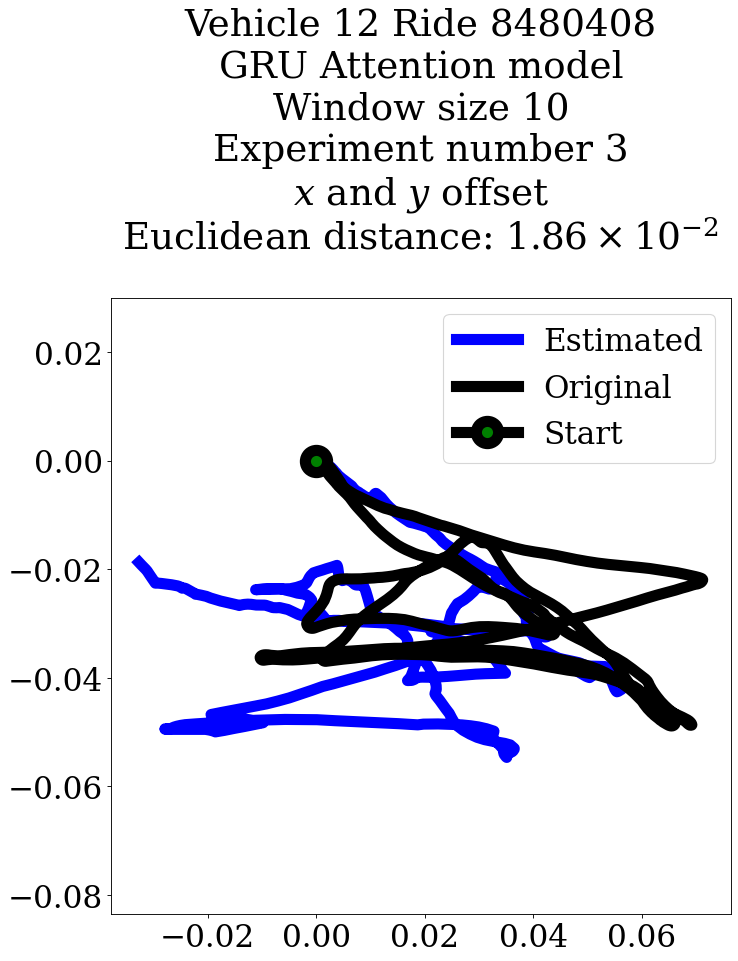 Vehicle 12 Ride 8480408
GRU Attention model
Window size 10
Experiment number 3
x and y offset
Euclidean distance: 1.86 × 10⁻²
Estimated
Original
Start
0.02
0.00
−0.02
−0.04
−0.06
−0.08
−0.02 0.00 0.02 0.04 0.06